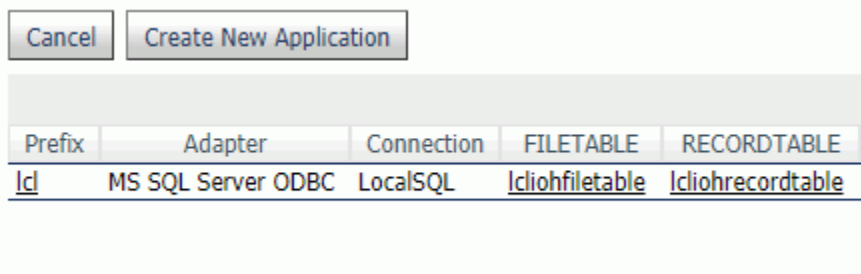 Cancel Create New Application
Prefix Adapter Connection FILETABLE RECORDTABLE
lcl MS SQL Server ODBC LocalSQL lcliohfiletable lcliohrecordtable